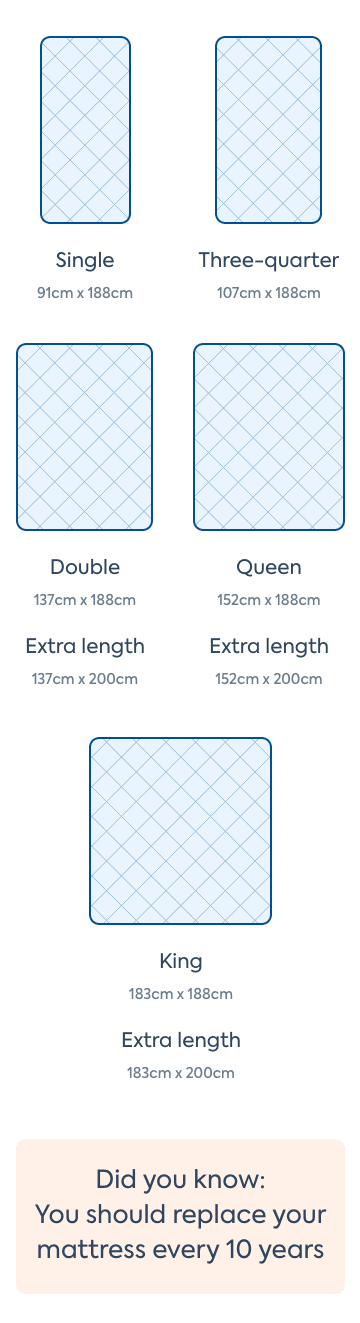 Single
91cm x 188cm
Three-quarter
107cm x 188cm
Double
137cm x 188cm
Extra length
137cm x 200cm
Queen
152cm x 188cm
Extra length
152cm x 200cm
King
183cm x 188cm
Extra length
183cm x 200cm
Did you know:
You should replace your
mattress every 10 years